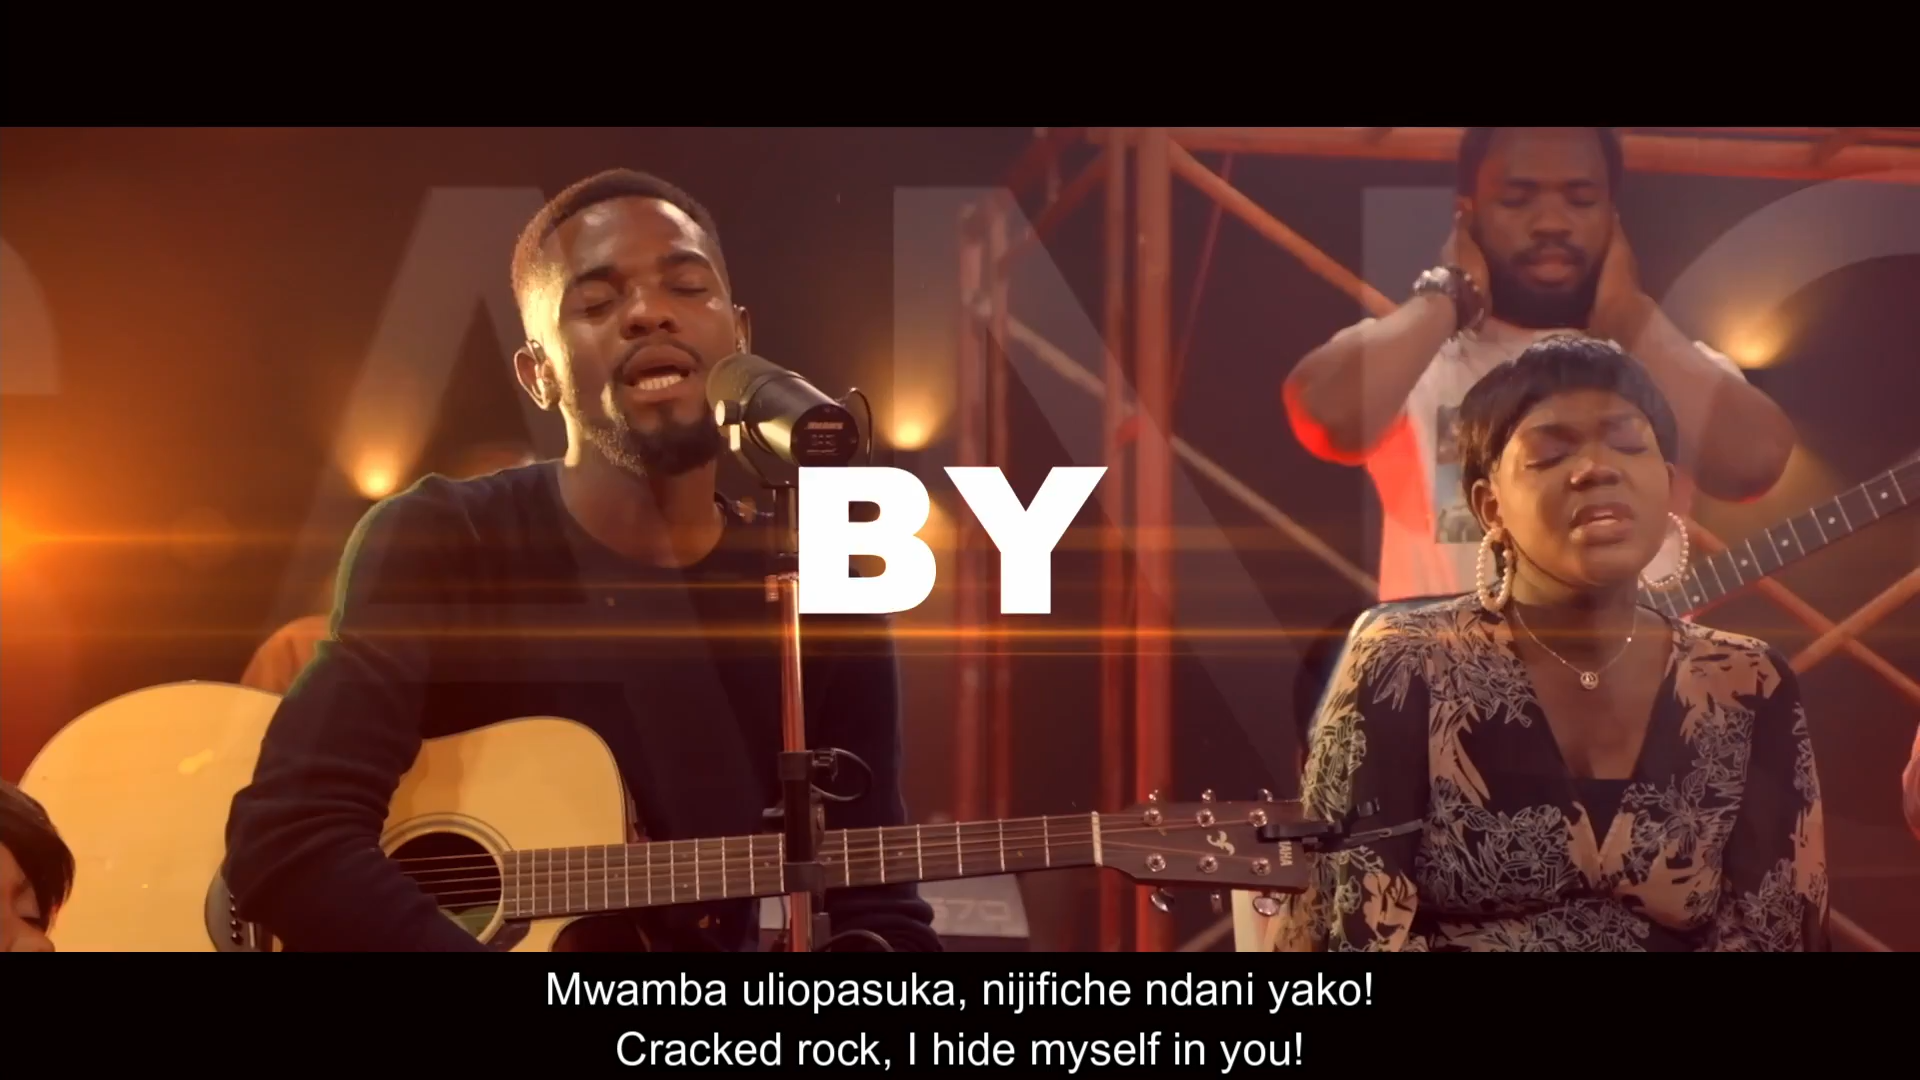 BY
Mwamba uliopasuka, nijifiche ndani yako!
Cracked rock, I hide myself in you!